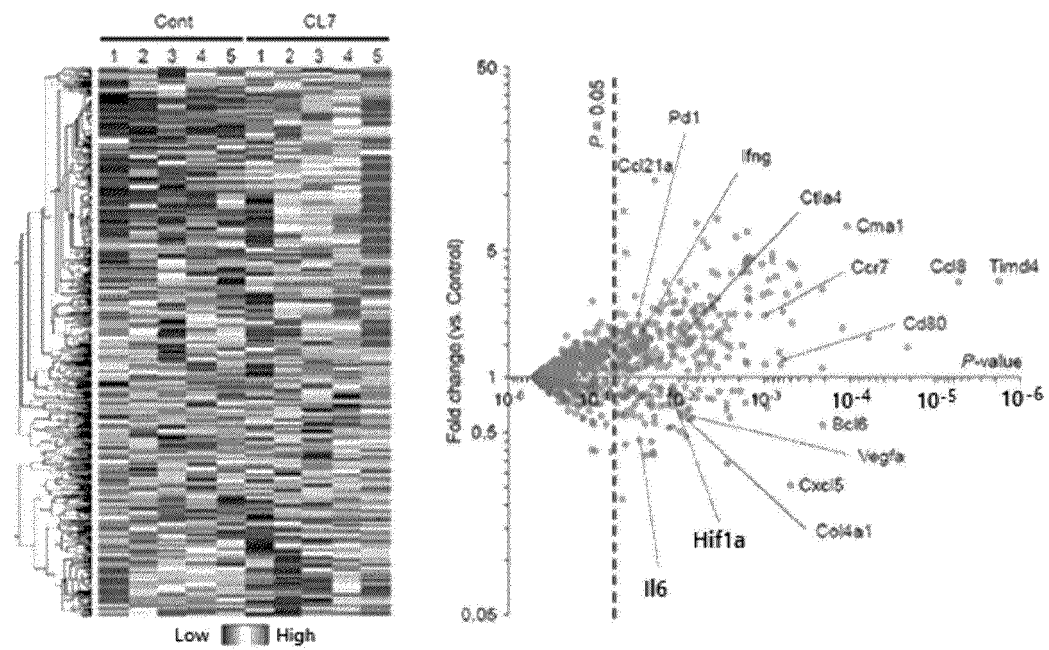 Cont CL7
1 2 3 4 5 1 2 3 4 5
Low High
Fold change (vs. Control)
50
5
1
0.5
0.05
P = 0.05
Pd1
Ccl21a
Ifng
Ctla4
Cma1
Ccr7
Ccl8
Timd4
Cd80
P-value
10⁻² 10⁻³ 10⁻⁴ 10⁻⁵ 10⁻⁶
Bcl6
Vegfa
Cxcl5
Col4a1
Hif1a
Il6